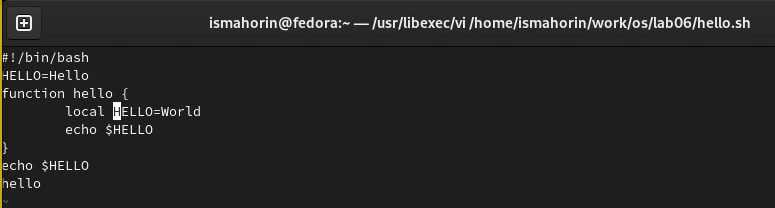 ismahorin@fedora:~ — /usr/libexec/vi /home/ismahorin/work/os/lab06/hello.sh
#!/bin/bash
HELLO=Hello
function hello {
        local HELLO=World
        echo $HELLO
}
echo $HELLO
hello
~